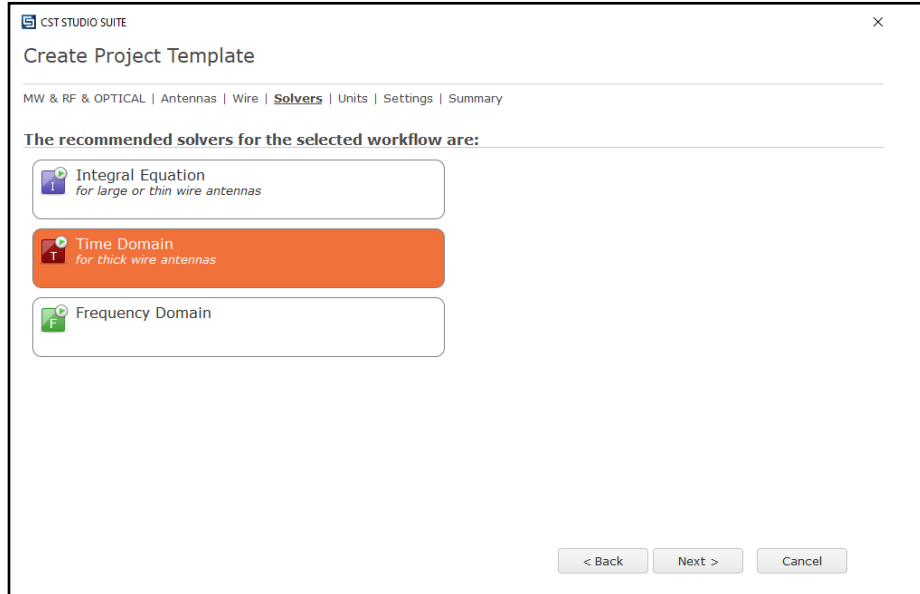 CST STUDIO SUITE
Create Project Template
MW & RF & OPTICAL | Antennas | Wire | Solvers | Units | Settings | Summary
The recommended solvers for the selected workflow are:
I
Integral Equation
for large or thin wire antennas
T
Time Domain
for thick wire antennas
F
Frequency Domain
< Back Next > Cancel